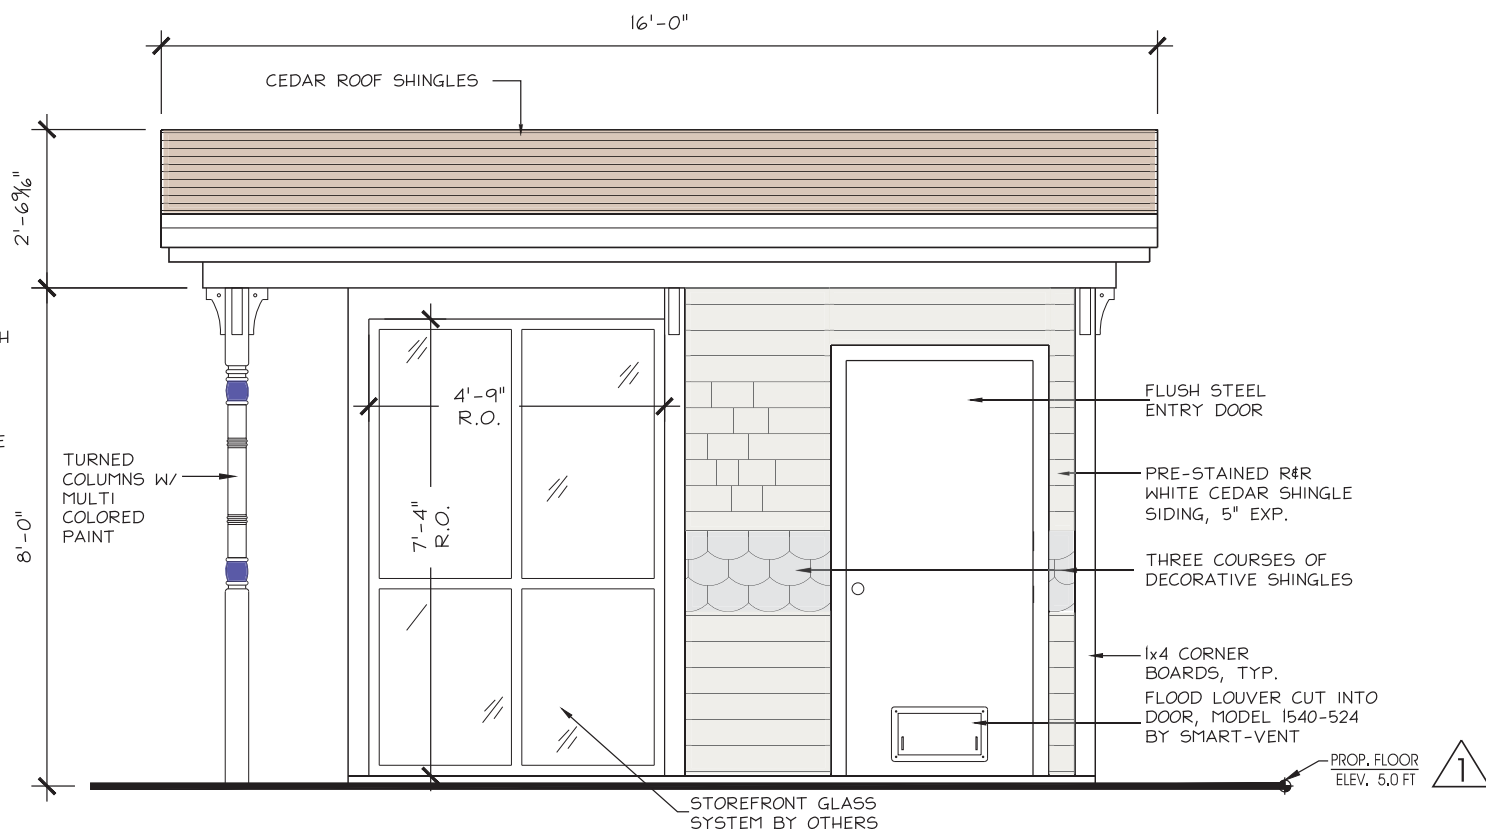 16'-0"
CEDAR ROOF SHINGLES
2'-6 9/16"
H
E
4'-9"
R.O.
FLUSH STEEL
ENTRY DOOR
TURNED
COLUMNS W/
MULTI
COLORED
PAINT
8'-0"
7'-4"
R.O.
PRE-STAINED R&R
WHITE CEDAR SHINGLE
SIDING, 5" EXP.
THREE COURSES OF
DECORATIVE SHINGLES
1x4 CORNER
BOARDS, TYP.
FLOOD LOUVER CUT INTO
DOOR, MODEL 1540-524
BY SMART-VENT
PROP. FLOOR
ELEV. 5.0 FT
1
STOREFRONT GLASS
SYSTEM BY OTHERS